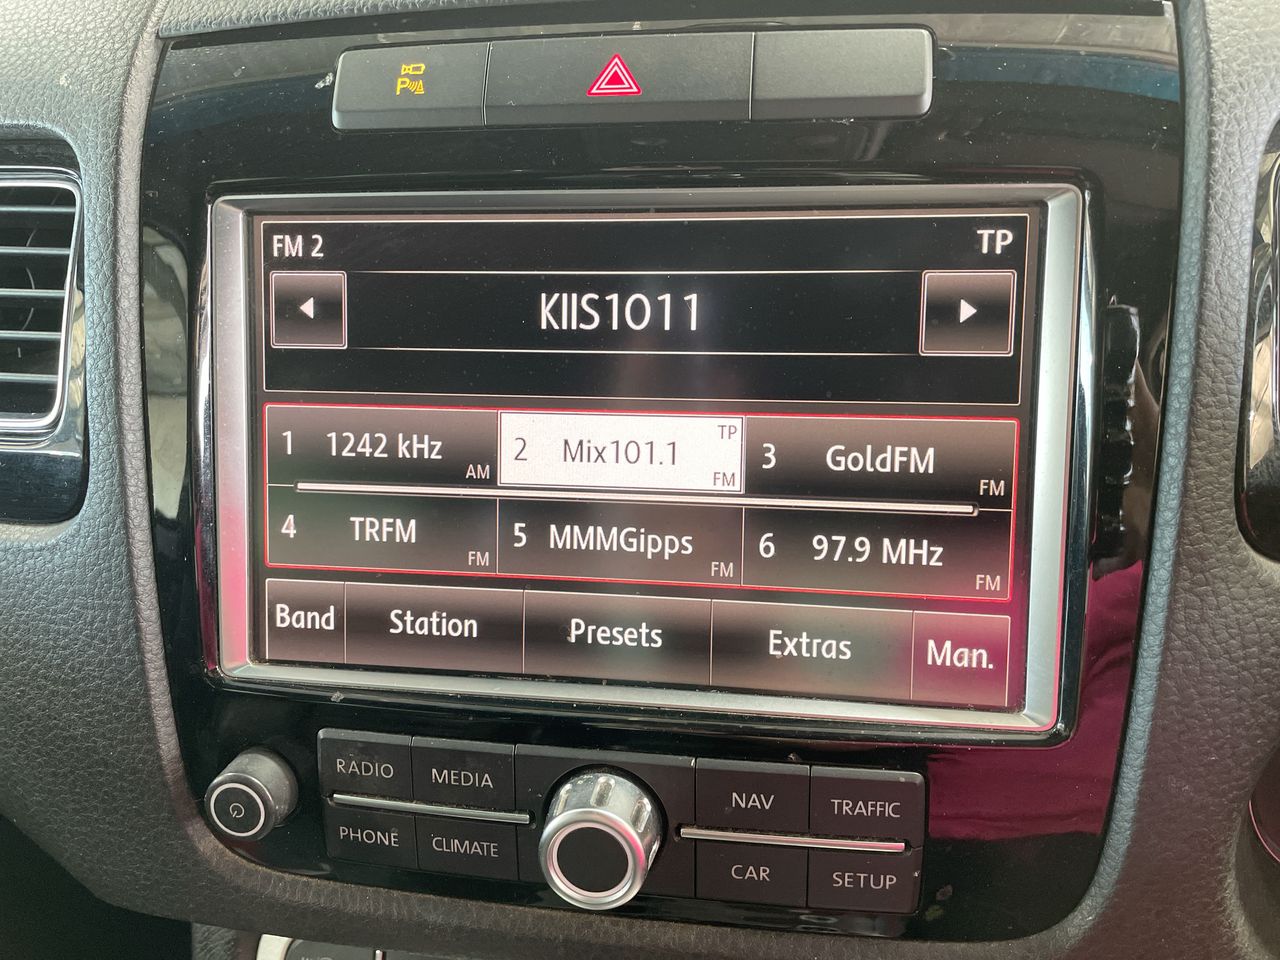 P
FM 2
TP
KIIS1011
1 1242 kHz AM
2 Mix101.1 TP FM
3 GoldFM FM
4 TRFM FM
5 MMMGipps FM
6 97.9 MHz FM
Band Station Presets Extras Man.
RADIO MEDIA NAV TRAFFIC
PHONE CLIMATE CAR SETUP